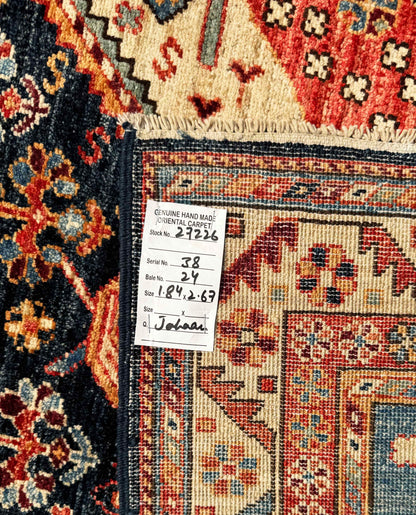 GENUINE HAND MADE
ORIENTAL CARPET
Stock No. 27226
Serial No. 38
Bale No. 24
Size 1.84 x 2.67
Size x
Q.